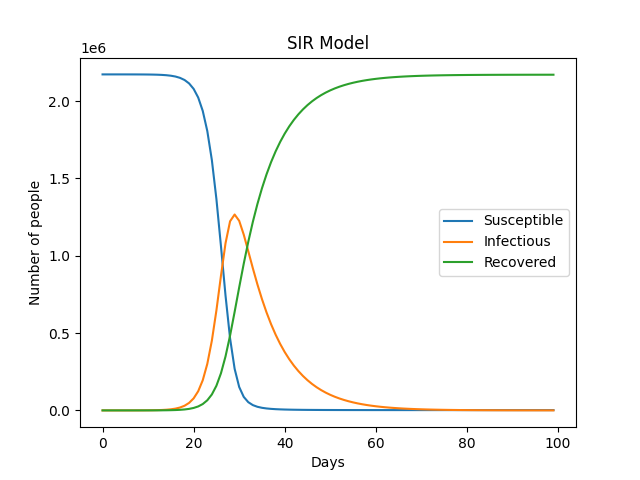 SIR Model
1e6
2.0
1.5
1.0
0.5
0.0
Number of people
Susceptible
Infectious
Recovered
0 20 40 60 80 100
Days